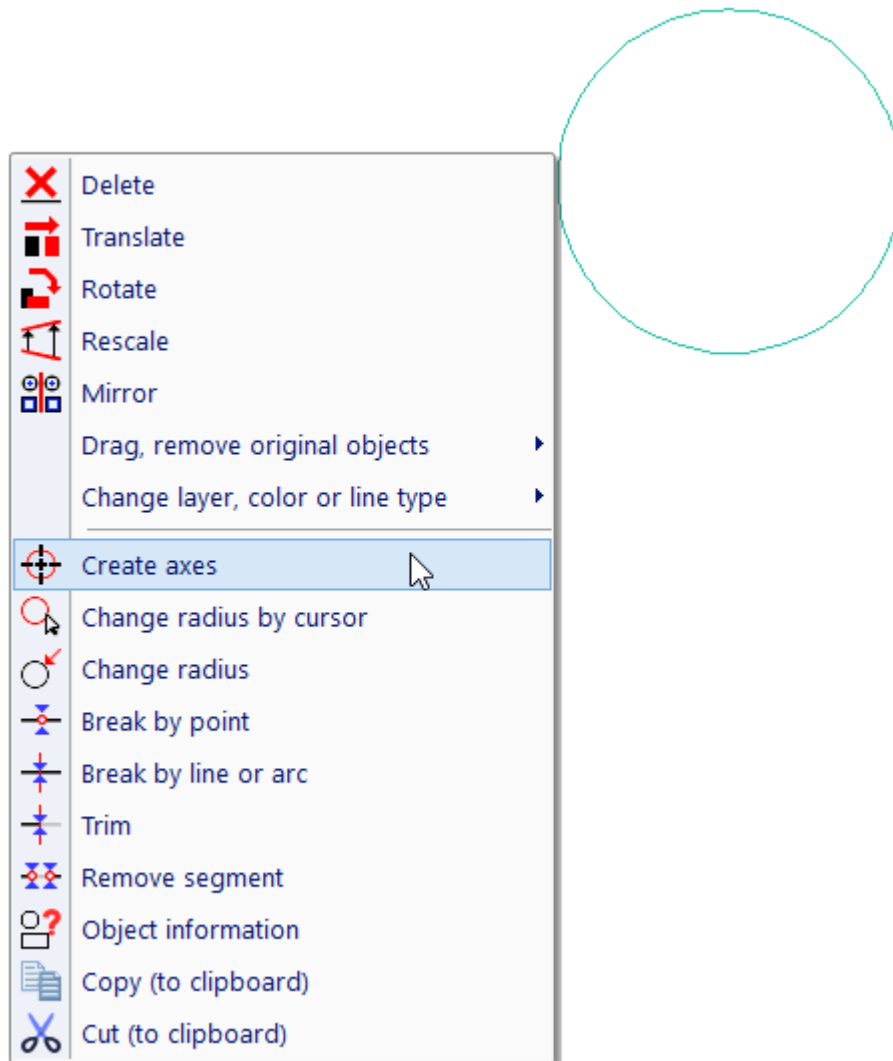 Delete
Translate
Rotate
Rescale
Mirror
Drag, remove original objects
Change layer, color or line type
Create axes
Change radius by cursor
Change radius
Break by point
Break by line or arc
Trim
Remove segment
Object information
Copy (to clipboard)
Cut (to clipboard)